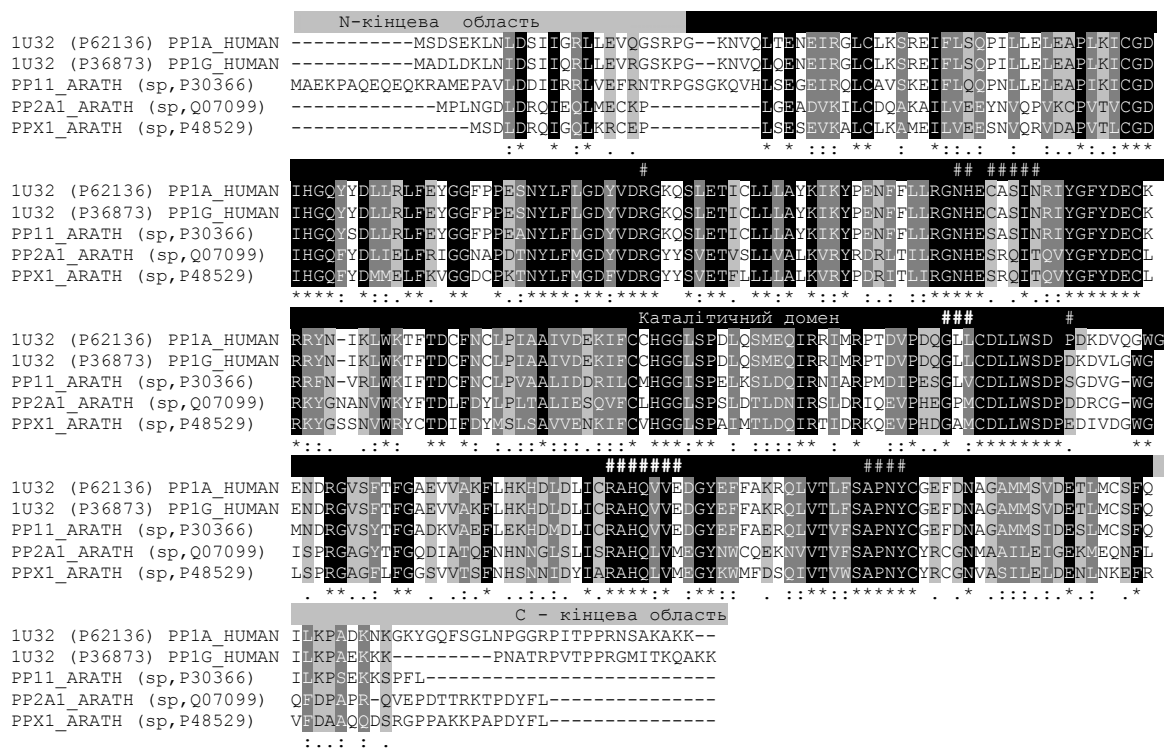 N-кінцева область
1U32 (P62136) PP1A_HUMAN -----------MSDSEKLNLDSIIGRLLEVQGSRPG--KNVQLTENEIRGLCLKSREIFLSQPILLELEAPLKICGD
1U32 (P36873) PP1G_HUMAN -----------MADLDKLNIDSIIQRLLEVRGSKPG--KNVQLQENEIRGLCLKSREIFLSQPILLELEAPLKICGD
PP11_ARATH (sp,P30366) MAEKPAQEQEQKRAMEPAVLDDIIRRLVEFRNTRPGSGKQVHLSEGEIRQLCAVSKEIFLQQPNLLELEAPIKICGD
PP2A1_ARATH (sp,Q07099) --------------MPLNGDLDRQIEQLMECKP---------LGEADVKILCDQAKAILVEEYNVQPVKCPVTVCGD
PPX1_ARATH (sp,P48529) ----------------MSDLDRQIGQLKRCEP---------LSESEVKALCLKAMEILVEESNVQRVDAPVTLCGD
:* * *: . . * * ::: ** : *::.: : :..*:.:***
# ## #####
1U32 (P62136) PP1A_HUMAN IHGQYYDLLRLFEYGGFPPESNYLFLGDYVDRGKQSLETICLLLAYKIKYPENFFLLRGNHECASINRIYGFYDECK
1U32 (P36873) PP1G_HUMAN IHGQYYDLLRLFEYGGFPPESNYLFLGDYVDRGKQSLETICLLLAYKIKYPENFFLLRGNHECASINRIYGFYDECK
PP11_ARATH (sp,P30366) IHGQYSDLLRLFEYGGFPPEANYLFLGDYVDRGKQSLETICLLLAYKIKYPENFFLLRGNHECASINRIYGFYDECK
PP2A1_ARATH (sp,Q07099) IHGQFYDLIELFRIGGNAPDTNYLFMGDYVDRGYYSVETVSLLVALKVRYRDRLTILRGNHESRQITQVYGFYDECL
PPX1_ARATH (sp,P48529) IHGQFYDMMELFKVGGDCPKTNYLFMGDFVDRGYYSVETFLLLLALKVRYPDRITLIRGNHESRQITQVYGFYDECL
****: *::.**. ** *.:****:**:**** *:**. **:* *::* :.: ::*****. .*.::********
Каталітичний домен ### #
1U32 (P62136) PP1A_HUMAN RRYN-IKLWKTFTDCFNCLPIAAIVDEKIFCCHGGLSPDLQSMEQIRRIMRPTDVPDQGLLCDLLWSD PDKDVQGWG
1U32 (P36873) PP1G_HUMAN RRYN-IKLWKTFTDCFNCLPIAAIVDEKIFCCHGGLSPDLQSMEQIRRIMRPTDVPDQGLLCDLLWSDPDKDVLGWG
PP11_ARATH (sp,P30366) RRFN-VRLWKIFTDCFNCLPVAALIDDRILCMHGGLSPELKSLDQIRNIARPMDIPESGLVCDLLWSDPSGDVG-WG
PP2A1_ARATH (sp,Q07099) RKYGNANVWKYFTDLFDYLPLTALIESQVFCLHGGLSPSLDTLDNIRSLDRIQEVPHEGPMCDLLWSDPDDRCG-WG
PPX1_ARATH (sp,P48529) RKYGSSNVWRYCTDIFDYMSLSAVVENKIFCVHGGLSPAIMTLDQIRTIDRKQEVPHDGAMCDLLWSDPEDIVDGWG
*::. .:*: ** *: :.::*:::.:::* ****** : ::::** : * ::*. * :********. **
####### ####
1U32 (P62136) PP1A_HUMAN ENDRGVSFTFGAEVVAKFLHKHDLDLICRAHQVVEDGYEFFAKRQLVTLFSAPNYCGEFDNAGAMMSVDETLMCSFQ
1U32 (P36873) PP1G_HUMAN ENDRGVSFTFGAEVVAKFLHKHDLDLICRAHQVVEDGYEFFAKRQLVTLFSAPNYCGEFDNAGAMMSVDETLMCSFQ
PP11_ARATH (sp,P30366) MNDRGVSYTFGADKVAEFLEKHDMDLICRAHQVVEDGYEFFAERQLVTVFSAPNYCGEFDNAGAMMSIDESLMCSFQ
PP2A1_ARATH (sp,Q07099) ISPRGAGYTFGQDIATQFNHNNGLSLISRAHQLVMEGYNWCQEKNVVTVFSAPNYCYRCGNMAAILEIGEKMEQNFL
PPX1_ARATH (sp,P48529) LSPRGAGFLFGGSVVTSFNHSNNIDYIARAHQLVMEGYKWMFDSQIVTVWSAPNYCYRCGNVASILELDENLNKEFR
. **..: ** . .:.* ..:.:. *.****:* :**:: . ::**::****** . .* .::..:.*.: .*
С - кінцева область
1U32 (P62136) PP1A_HUMAN ILKPADKNKGKYGQFSGLNPGGRPITPPRNSAKAKK--
1U32 (P36873) PP1G_HUMAN ILKPAEKKK---------PNATRPVTPPRGMITKQAKK
PP11_ARATH (sp,P30366) ILKPSEKKSPFL--------------------------
PP2A1_ARATH (sp,Q07099) QFDPAPR-QVEPDTTRKTPDYFL---------------
PPX1_ARATH (sp,P48529) VFDAAQQDSRGPPAKKPAPDYFL---------------
:..: : .